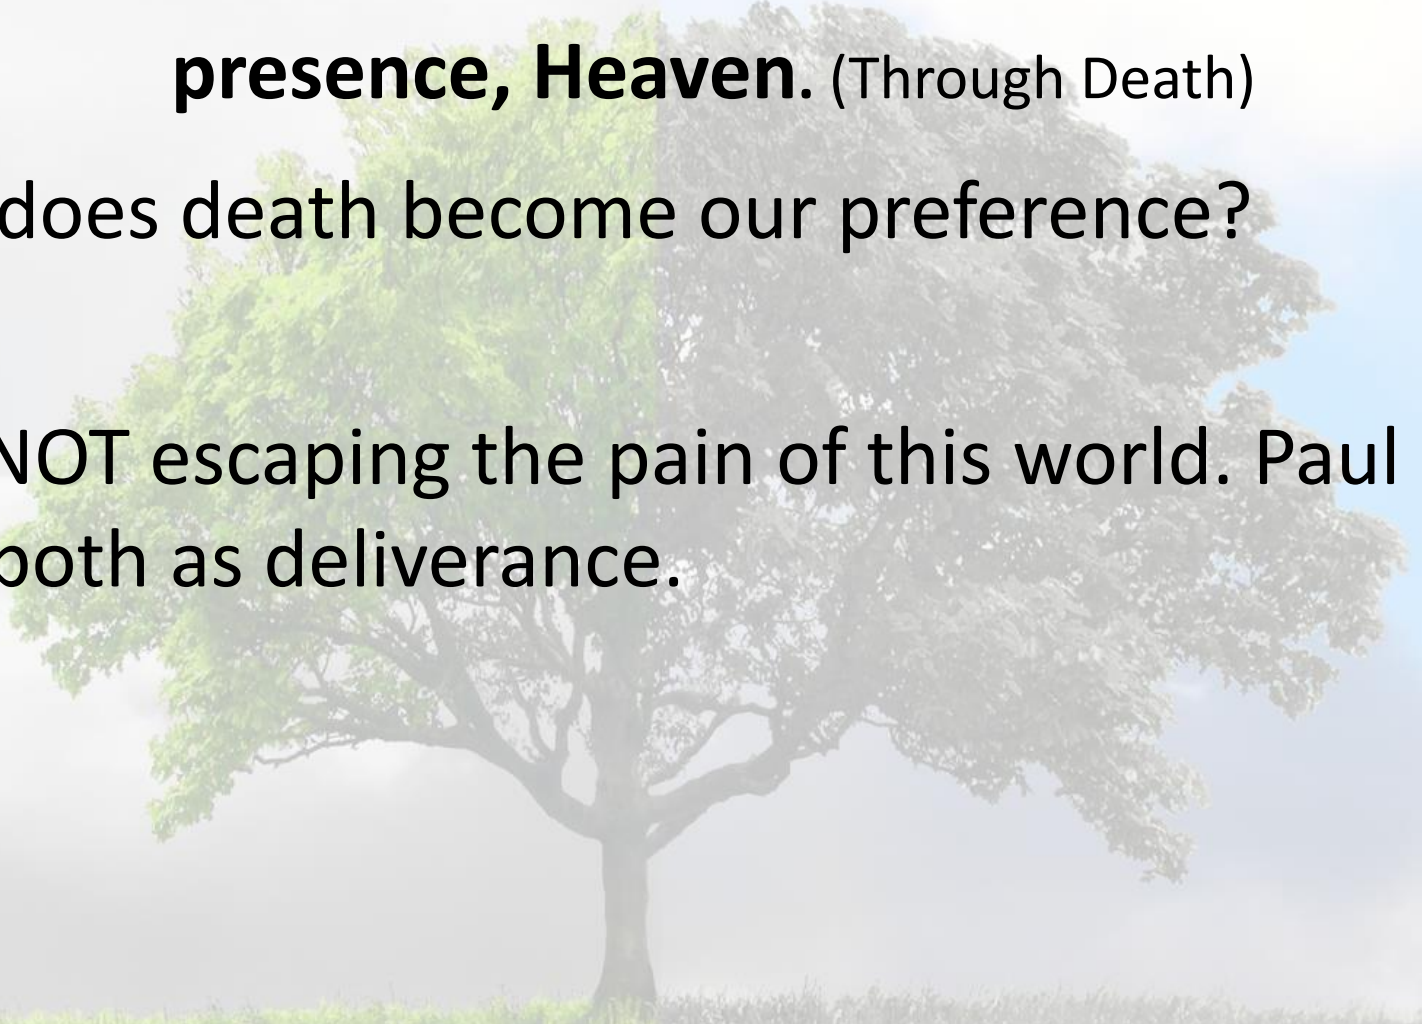 presence, Heaven. (Through Death)
does death become our preference?
NOT escaping the pain of this world. Paul
both as deliverance.